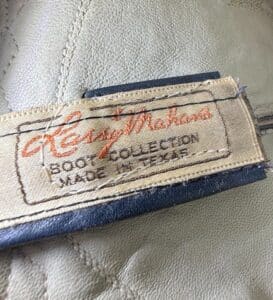 Larry Mahan's
BOOT COLLECTION
MADE IN TEXAS